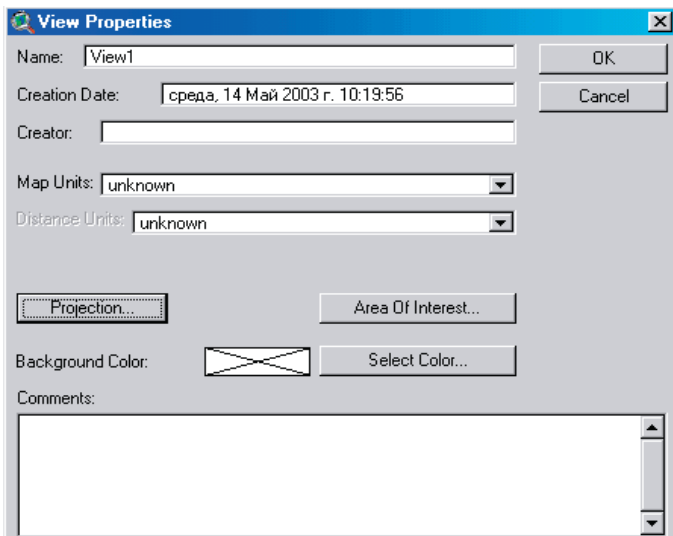 View Properties
Name: View1
OK
Creation Date: среда, 14 Май 2003 г. 10:19:56
Cancel
Creator:
Map Units: unknown
Distance Units: unknown
Projection...
Area Of Interest...
Background Color:
Select Color...
Comments: